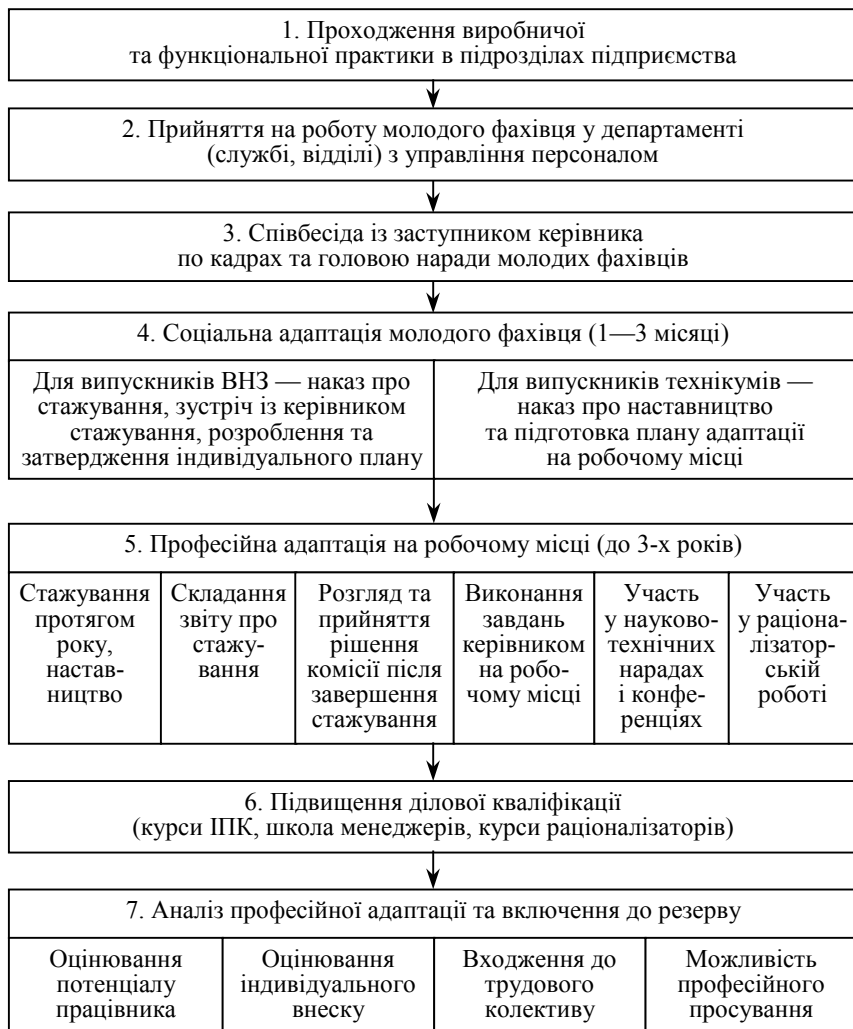 1. Проходження виробничої
та функціональної практики в підрозділах підприємства
2. Прийняття на роботу молодого фахівця у департаменті
(службі, відділі) з управління персоналом
3. Співбесіда із заступником керівника
по кадрах та головою наради молодих фахівців
4. Соціальна адаптація молодого фахівця (1—3 місяці)
Для випускників ВНЗ — наказ про
стажування, зустріч із керівником
стажування, розроблення та
затвердження індивідуального плану
Для випускників технікумів —
наказ про наставництво
та підготовка плану адаптації
на робочому місці
5. Професійна адаптація на робочому місці (до 3-х років)
Стажування
протягом
року,
настав-
ництво
Складання
звіту про
стажу-
вання
Розгляд та
прийняття
рішення
комісії після
завершення
стажування
Виконання
завдань
керівником
на робо-
чому місці
Участь
у науково-
технічних
нарадах
і конфе-
ренціях
Участь
у раціона-
лізатор-
ській
роботі
6. Підвищення ділової кваліфікації
(курси ІПК, школа менеджерів, курси раціоналізаторів)
7. Аналіз професійної адаптації та включення до резерву
Оцінювання
потенціалу
працівника
Оцінювання
індивідуального
внеску
Входження до
трудового
колективу
Можливість
професійного
просування